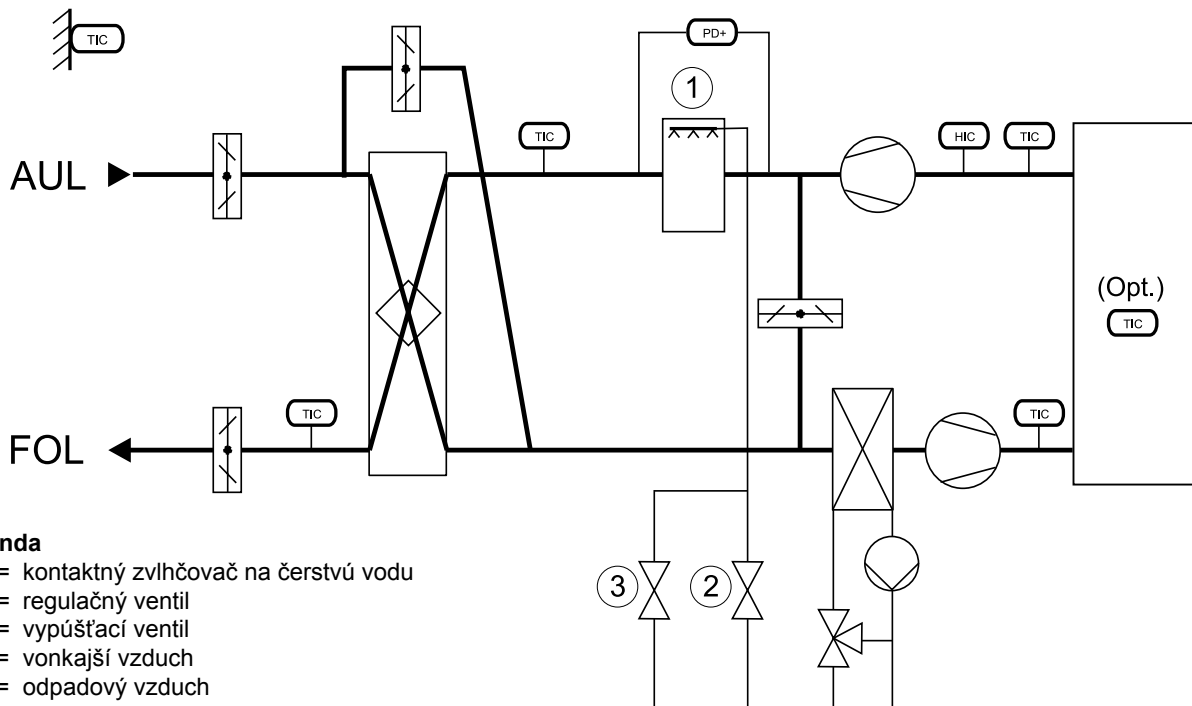 TIC
PD+
1
TIC
HIC
TIC
AUL
(Opt.)
TIC
TIC
TIC
FOL
nda
= kontaktný zvlhčovač na čerstvú vodu
3
2
= regulačný ventil
= vypúšťací ventil
= vonkajší vzduch
= odpadový vzduch